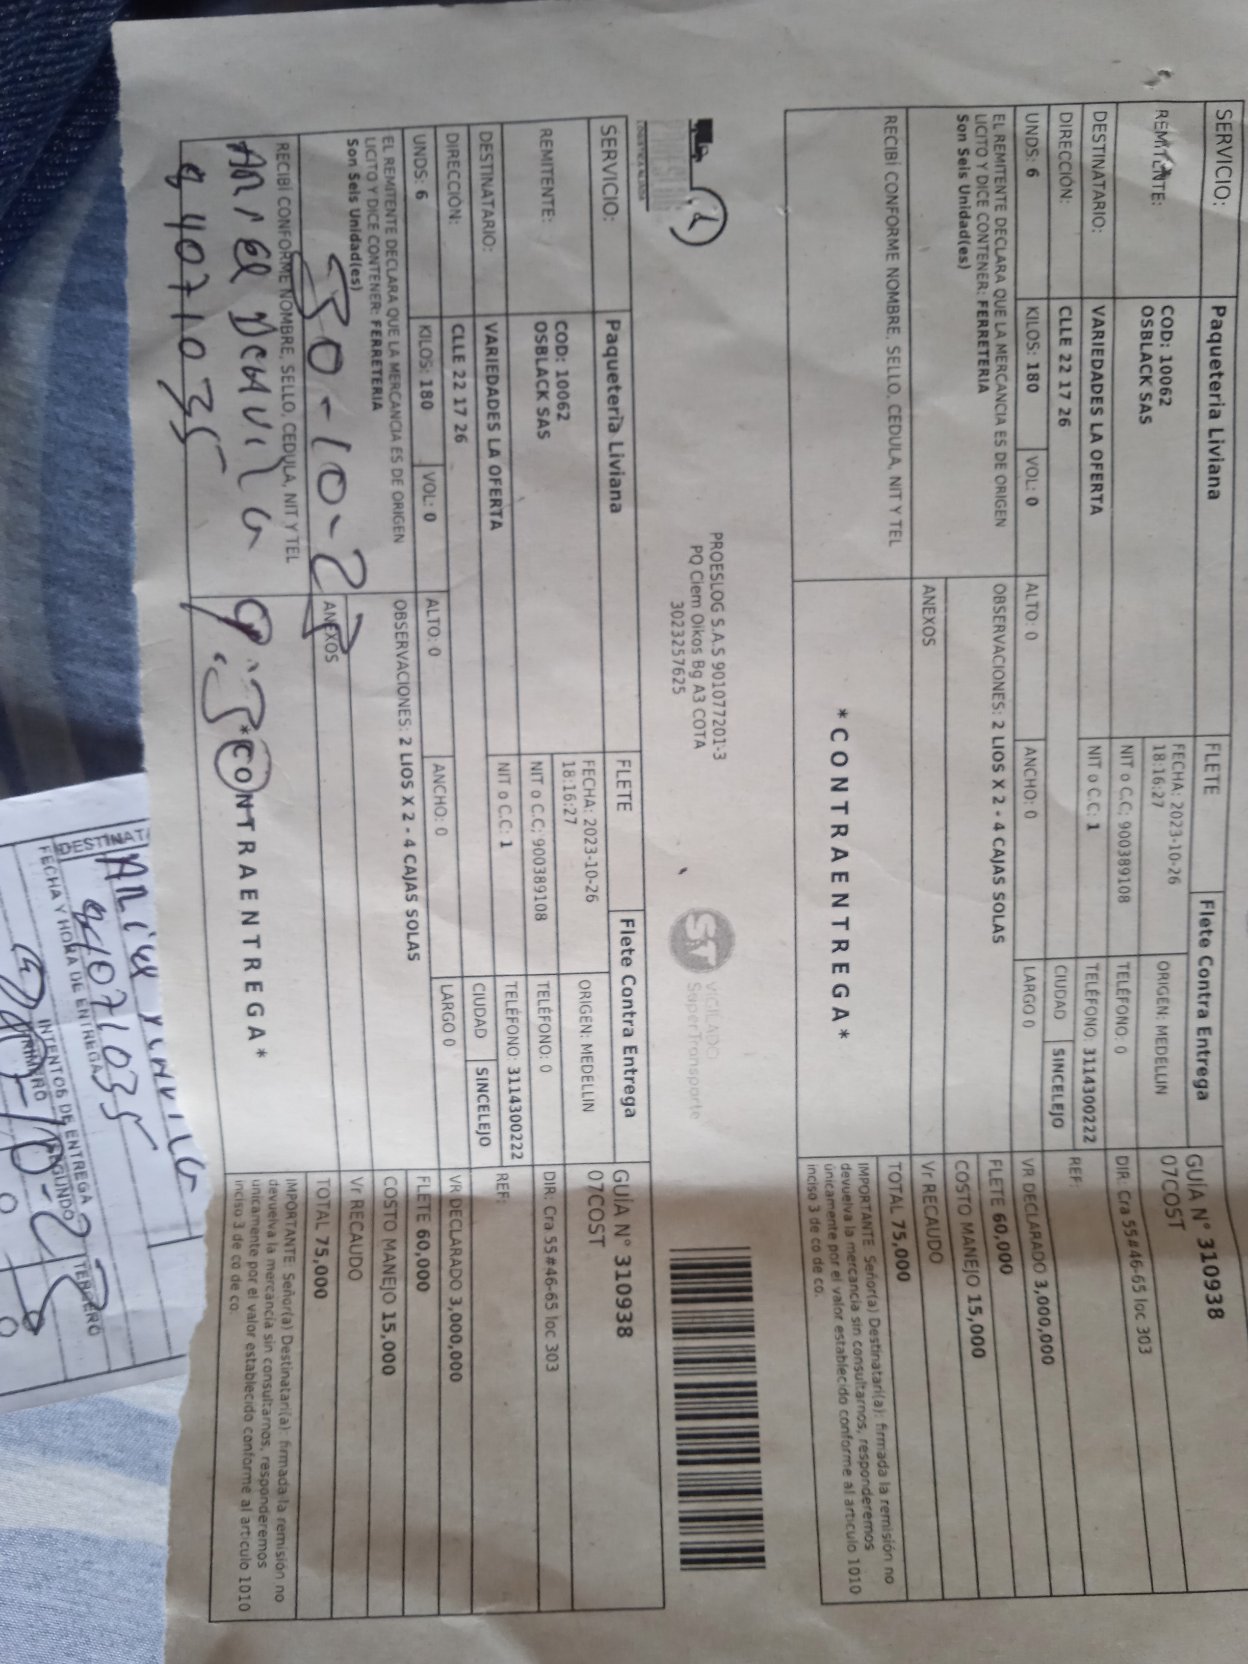 SERVICIO: Paqueteria Liviana FLETE Flete Contra Entrega GUÍA N° 310938
07COST
REMITENTE: COD: 10062 FECHA: 2023-10-26 ORIGEN: MEDELLIN
OSBLACK SAS 18:16:27
NIT o C.C: 900389108 TELÉFONO: 0 DIR: Cra 55#46-65 loc 303
DESTINATARIO: VARIEDADES LA OFERTA NIT o C.C: 1 TELÉFONO: 3114300222 REF:
DIRECCIÓN: CLLE 22 17 26 CIUDAD SINCELEJO VR DECLARADO 3,000,000
UNDS: 6 KILOS: 180 VOL: 0 ALTO: 0 ANCHO: 0 LARGO 0 FLETE 60,000
EL REMITENTE DECLARA QUE LA MERCANCIA ES DE ORIGEN OBSERVACIONES: 2 LIOS X 2 - 4 CAJAS SOLAS COSTO MANEJO 15,000
LICITO Y DICE CONTENER: FERRETERIA
Son Seis Unidad(es)
ANEXOS Vr RECAUDO
RECIBÍ CONFORME NOMBRE, SELLO, CEDULA, NIT Y TEL TOTAL 75,000
*CONTRAENTREGA*
IMPORTANTE: Señor(a) Destinatari(a): firmada la remisión no
devuelva la mercancía sin consultarnos, responderemos
únicamente por el valor establecido conforme al articulo 1010
inciso 3 de co de co.
PROESLOG S.A.S 901077201-3
PQ Clem Oikos Bg A3 COTA
3023257625
VIGILADO
SuperTransporte
SERVICIO: Paqueteria Liviana FLETE Flete Contra Entrega GUÍA N° 310938
07COST
REMITENTE: COD: 10062 FECHA: 2023-10-26 ORIGEN: MEDELLIN
OSBLACK SAS 18:16:27
NIT o C.C: 900389108 TELÉFONO: 0 DIR: Cra 55#46-65 loc 303
DESTINATARIO: VARIEDADES LA OFERTA NIT o C.C: 1 TELÉFONO: 3114300222 REF:
DIRECCIÓN: CLLE 22 17 26 CIUDAD SINCELEJO VR DECLARADO 3,000,000
UNDS: 6 KILOS: 180 VOL: 0 ALTO: 0 ANCHO: 0 LARGO 0 FLETE 60,000
EL REMITENTE DECLARA QUE LA MERCANCIA ES DE ORIGEN OBSERVACIONES: 2 LIOS X 2 - 4 CAJAS SOLAS COSTO MANEJO 15,000
LICITO Y DICE CONTENER: FERRETERIA
Son Seis Unidad(es)
30-10-23
ANEXOS Vr RECAUDO
RECIBÍ CONFORME NOMBRE, SELLO, CEDULA, NIT Y TEL TOTAL 75,000
Ariel Davila
*CONTRAENTREGA*
94071035
IMPORTANTE: Señor(a) Destinatari(a): firmada la remisión no
devuelva la mercancía sin consultarnos, responderemos
únicamente por el valor establecido conforme al articulo 1010
inciso 3 de co de co.
Ariel
DESTINATA
FECHA Y HORA DE ENTREGA
INTENTOS DE ENTREGA
PRIMERO SEGUNDO TERCERO